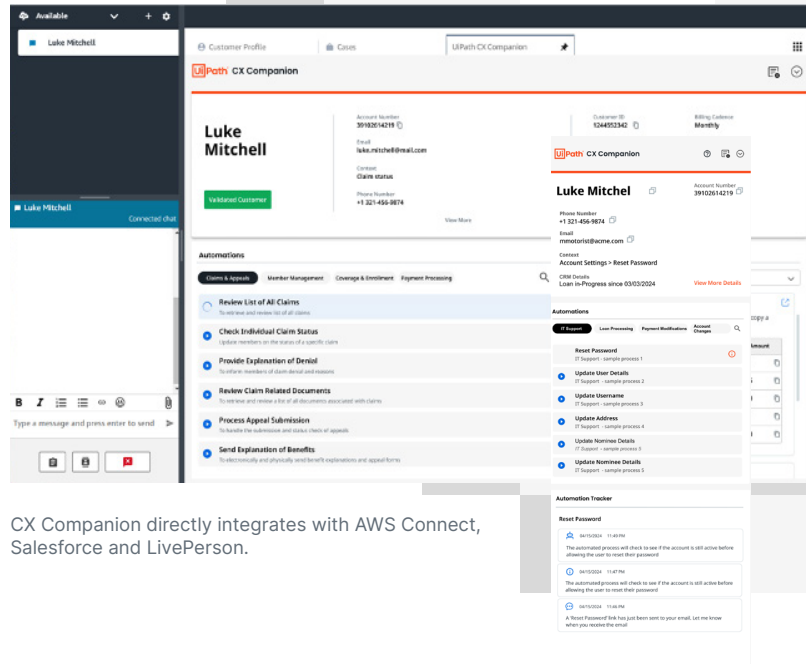 Available
Luke Mitchell
Customer Profile
Cases
UiPath CX Companion
UiPath CX Companion
Luke
Mitchell
Validated Customer
Account Number
39102614219
Email
luke.mitchell@mail.com
Context
Claim status
Phone Number
+1 321-456-9874
Customer ID
1244552342
Billing Cadence
Monthly
View More
Luke Mitchell
Connected chat
B I
Type a message and press enter to send
Automations
Claims & Appeals Member Management Coverage & Enrollment Payment Processing
Review List of All Claims
To retrieve and review list of all claims
Check Individual Claim Status
Update members on the status of a specific claim
Provide Explanation of Denial
To inform members of claim denial and reasons
Review Claim Related Documents
To retrieve and review a list of all documents associated with claims
Process Appeal Submission
To handle the submission and status check of appeals
Send Explanation of Benefits
To electronically and physically send benefit explanations and appeal forms
copy a
Amount
UiPath CX Companion
Luke Mitchel
Account Number
39102614219
Phone Number
+1 321-456-9874
Email
mmotorist@acme.com
Context
Account Settings > Reset Password
CRM Details
Loan in-Progress since 03/03/2024
View More Details
Automations
IT Support Loan Processing Payment Modifications Account Changes
Reset Password
IT Support - sample process 1
Update User Details
IT Support - sample process 2
Update Username
IT Support - sample process 3
Update Address
IT Support - sample process 4
Update Nominee Details
IT Support - sample process 5
Update Nominee Details
IT Support - sample process 5
Automation Tracker
Reset Password
04/15/2024 11:49 PM
The automated process will check to see if the account is still active before
allowing the user to reset their password
04/15/2024 11:47 PM
The automated process will check to see if the account is still active before
allowing the user to reset their password
04/15/2024 11:46 PM
A 'Reset Password' link has just been sent to your email. Let me know
when you receive the email
CX Companion directly integrates with AWS Connect,
Salesforce and LivePerson.